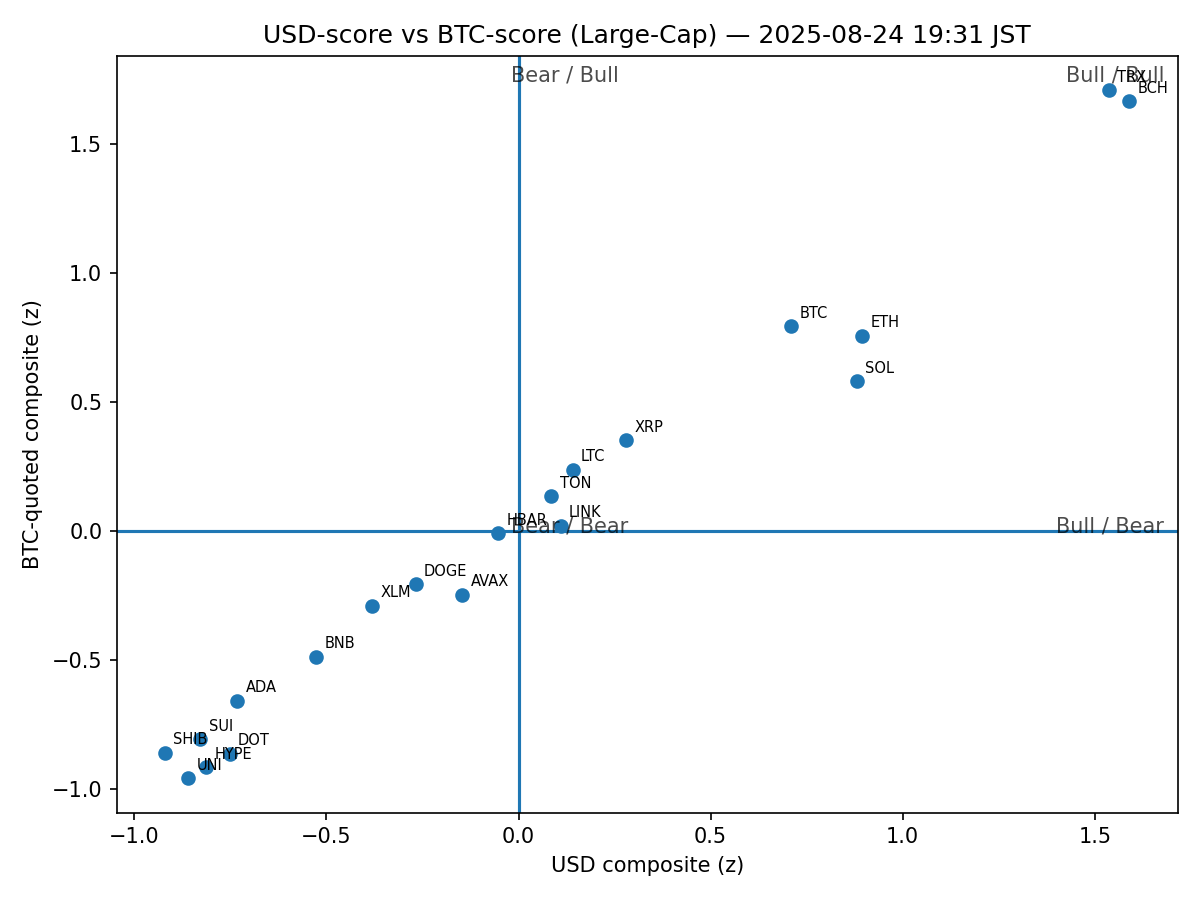 USD-score vs BTC-score (Large-Cap) — 2025-08-24 19:31 JST
Bear / Bull
Bull / Bull
TRX
BCH
BTC
ETH
SOL
XRP
LTC
TON
LINK
HBAR
Bear / Bear
Bull / Bear
DOGE
AVAX
XLM
BNB
ADA
SUI
SHIB
DOT
HYPE
UNI
1.5
1.0
0.5
0.0
−0.5
−1.0
BTC-quoted composite (z)
−1.0
−0.5
0.0
0.5
1.0
1.5
USD composite (z)